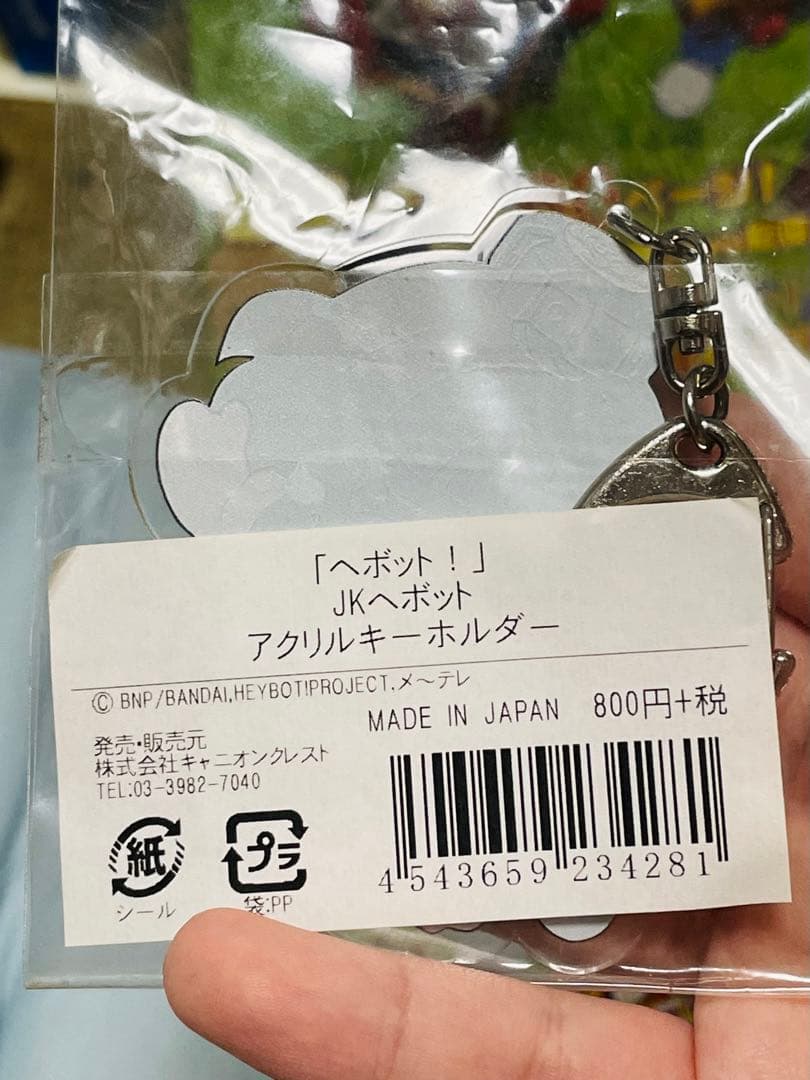 「ヘボット!」
JKヘボット
アクリルキーホルダー
© BNP/BANDAI,HEYBOT!PROJECT,メ〜テレ
MADE IN JAPAN 800円+税
発売・販売元
株式会社キャニオンクレスト
TEL:03-3982-7040
紙
シール
プラ
袋:PP
4 543659 234281